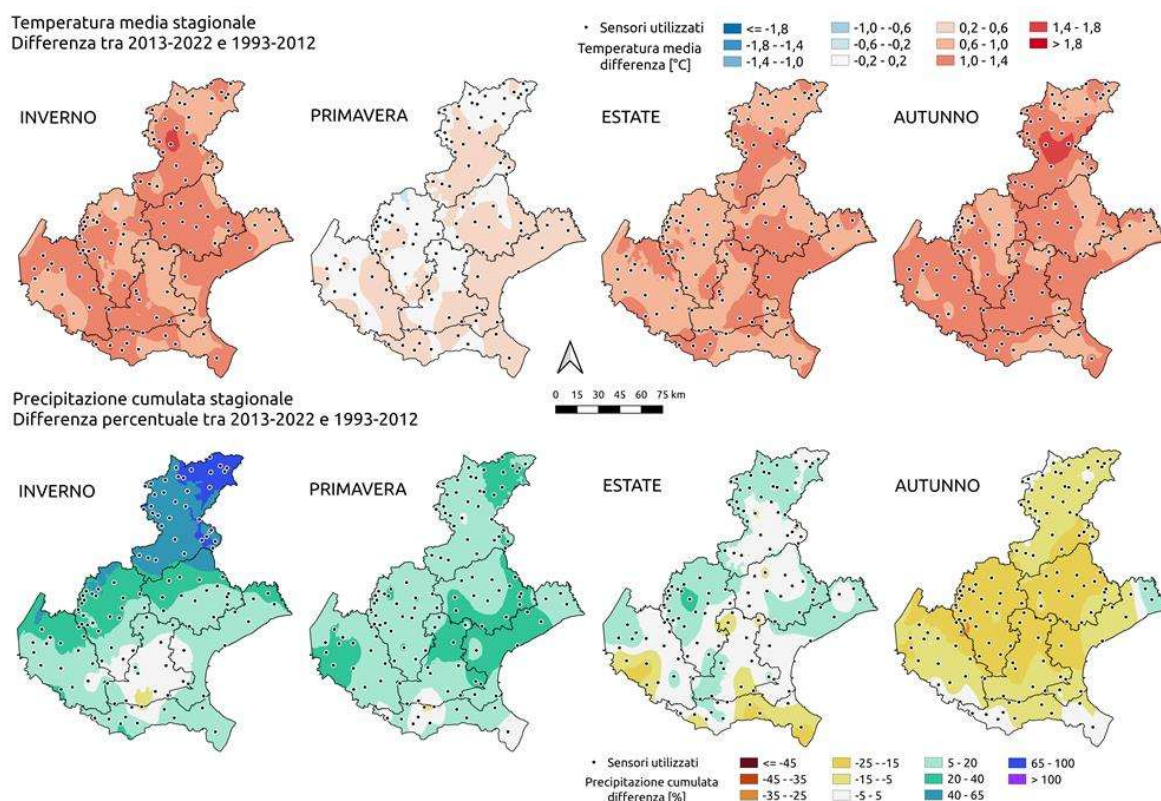 Temperatura media stagionale
Differenza tra 2013-2022 e 1993-2012
Sensori utilizzati
Temperatura media
differenza [°C]
<= -1,8
-1,8 - -1,4
-1,4 - -1,0
-1,0 - -0,6
-0,6 - -0,2
-0,2 - 0,2
0,2 - 0,6
0,6 - 1,0
1,0 - 1,4
1,4 - 1,8
> 1,8
INVERNO
PRIMAVERA
ESTATE
AUTUNNO
0 15 30 45 60 75 km
Precipitazione cumulata stagionale
Differenza percentuale tra 2013-2022 e 1993-2012
INVERNO
PRIMAVERA
ESTATE
AUTUNNO
Sensori utilizzati
Precipitazione cumulata
differenza [%]
<= -45
-45 - -35
-35 - -25
-25 - -15
-15 - -5
-5 - 5
5 - 20
20 - 40
40 - 65
65 - 100
> 100